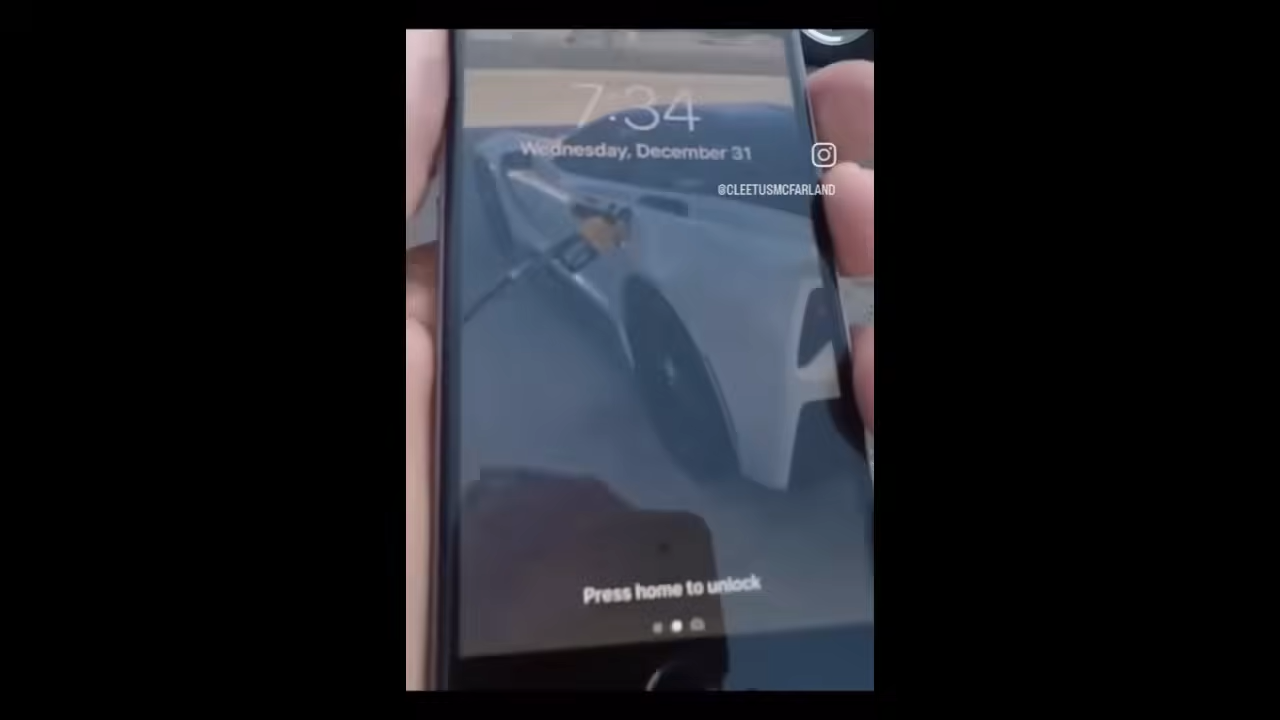 7:34
Wednesday, December 31
@CLEETUSMCFARLAND
Press home to unlock